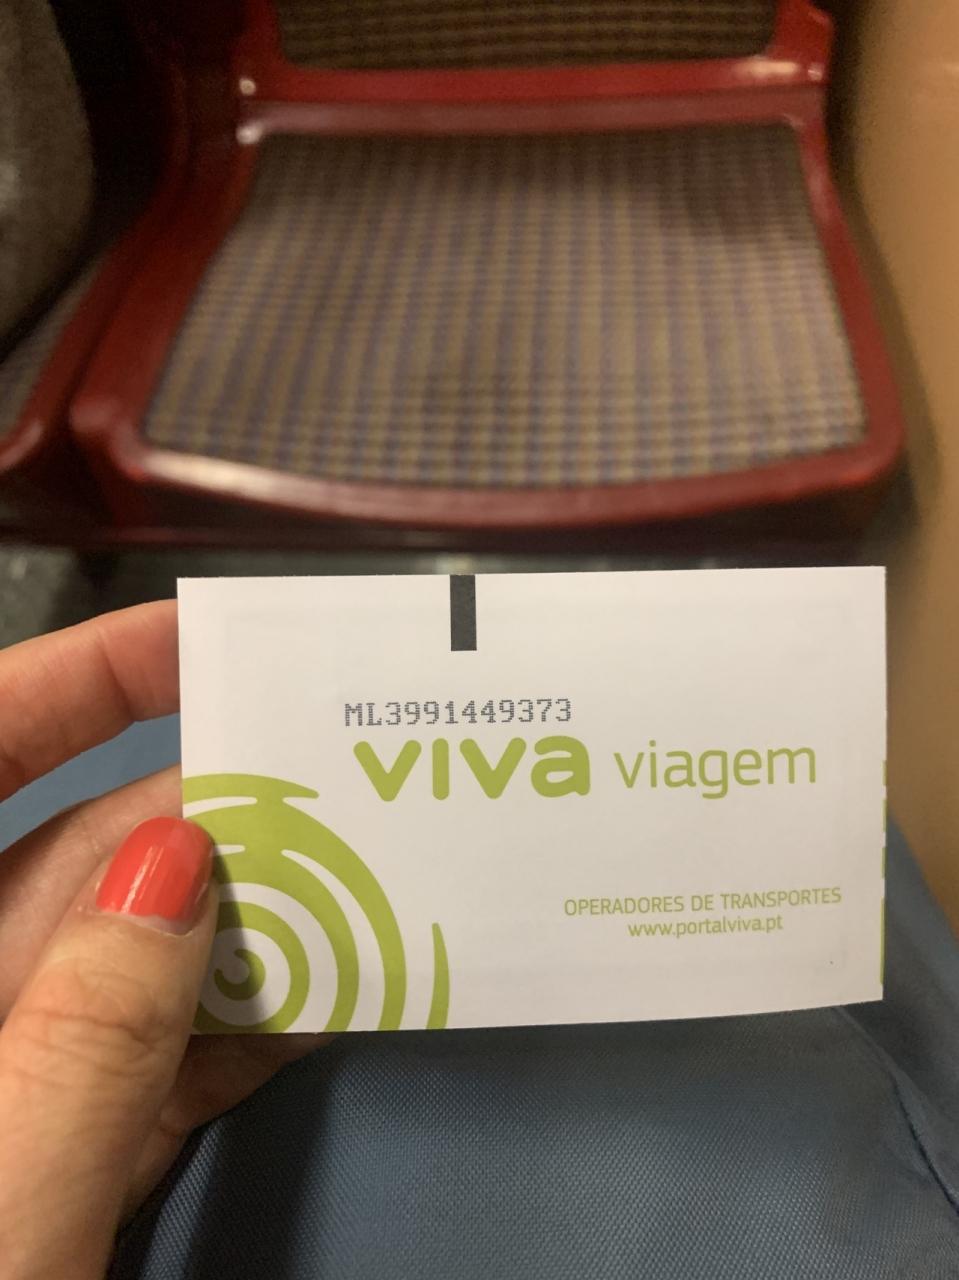 ML3991449373
viva viagem
OPERADORES DE TRANSPORTES
www.portalviva.pt